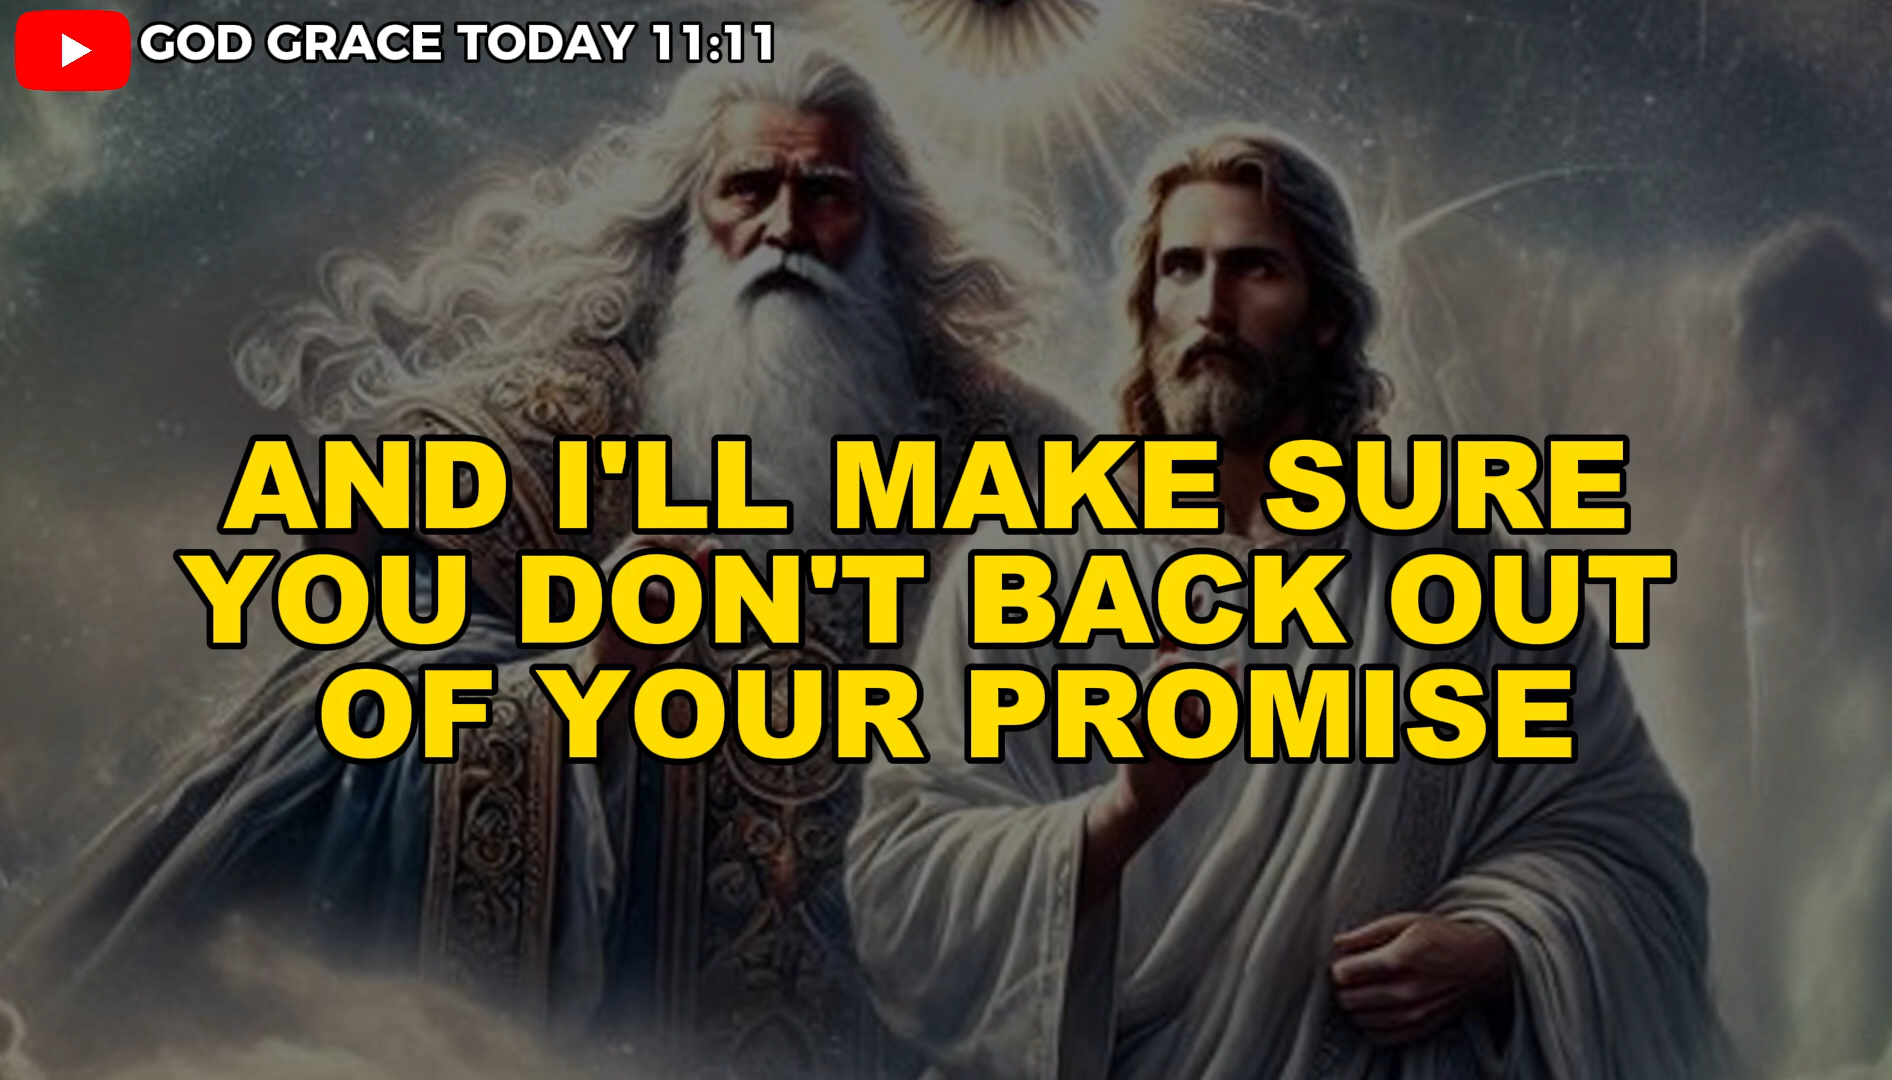 GOD GRACE TODAY 11:11
AND I'LL MAKE SURE
YOU DON'T BACK OUT
OF YOUR PROMISE